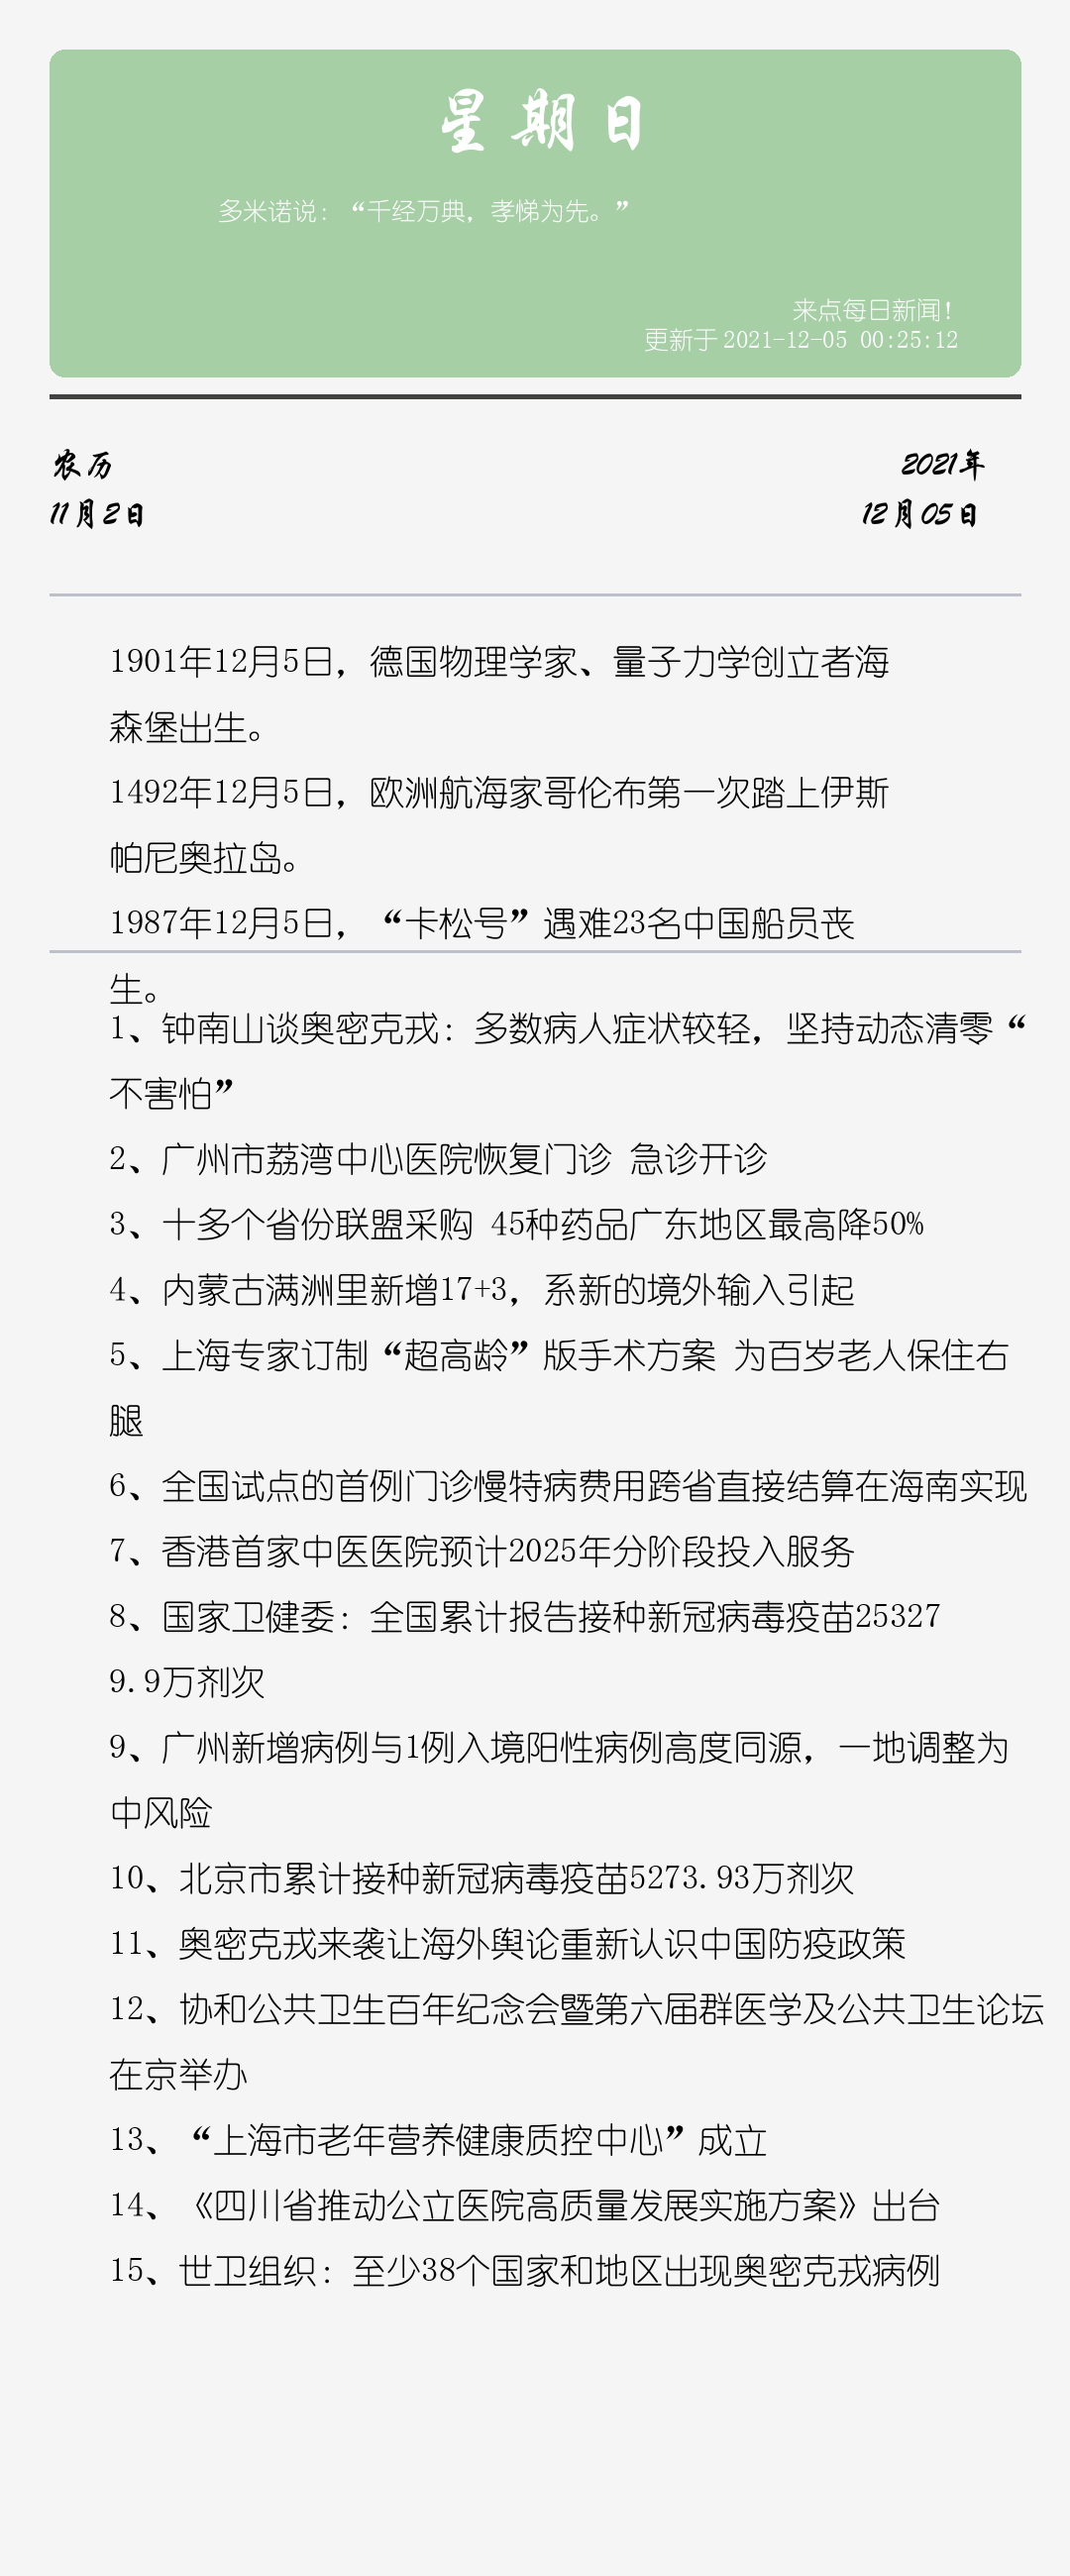 星期日
多米诺说：“千经万典，孝悌为先。”
来点每日新闻！
更新于2021-12-05 00:25:12
农历
2021年
11月2日
12月05日
1901年12月5日，德国物理学家、量子力学创立者海
森堡出生。
1492年12月5日，欧洲航海家哥伦布第一次踏上伊斯
帕尼奥拉岛。
1987年12月5日，“卡松号”遇难23名中国船员丧
生。
1、钟南山谈奥密克戎：多数病人症状较轻，坚持动态清零“
不害怕”
2、广州市荔湾中心医院恢复门诊 急诊开诊
3、十多个省份联盟采购 45种药品广东地区最高降50%
4、内蒙古满洲里新增17+3，系新的境外输入引起
5、上海专家订制“超高龄”版手术方案 为百岁老人保住右
腿
6、全国试点的首例门诊慢特病费用跨省直接结算在海南实现
7、香港首家中医医院预计2025年分阶段投入服务
8、国家卫健委：全国累计报告接种新冠病毒疫苗25327
9.9万剂次
9、广州新增病例与1例入境阳性病例高度同源，一地调整为
中风险
10、北京市累计接种新冠病毒疫苗5273.93万剂次
11、奥密克戎来袭让海外舆论重新认识中国防疫政策
12、协和公共卫生百年纪念会暨第六届群医学及公共卫生论坛
在京举办
13、“上海市老年营养健康质控中心”成立
14、《四川省推动公立医院高质量发展实施方案》出台
15、世卫组织：至少38个国家和地区出现奥密克戎病例